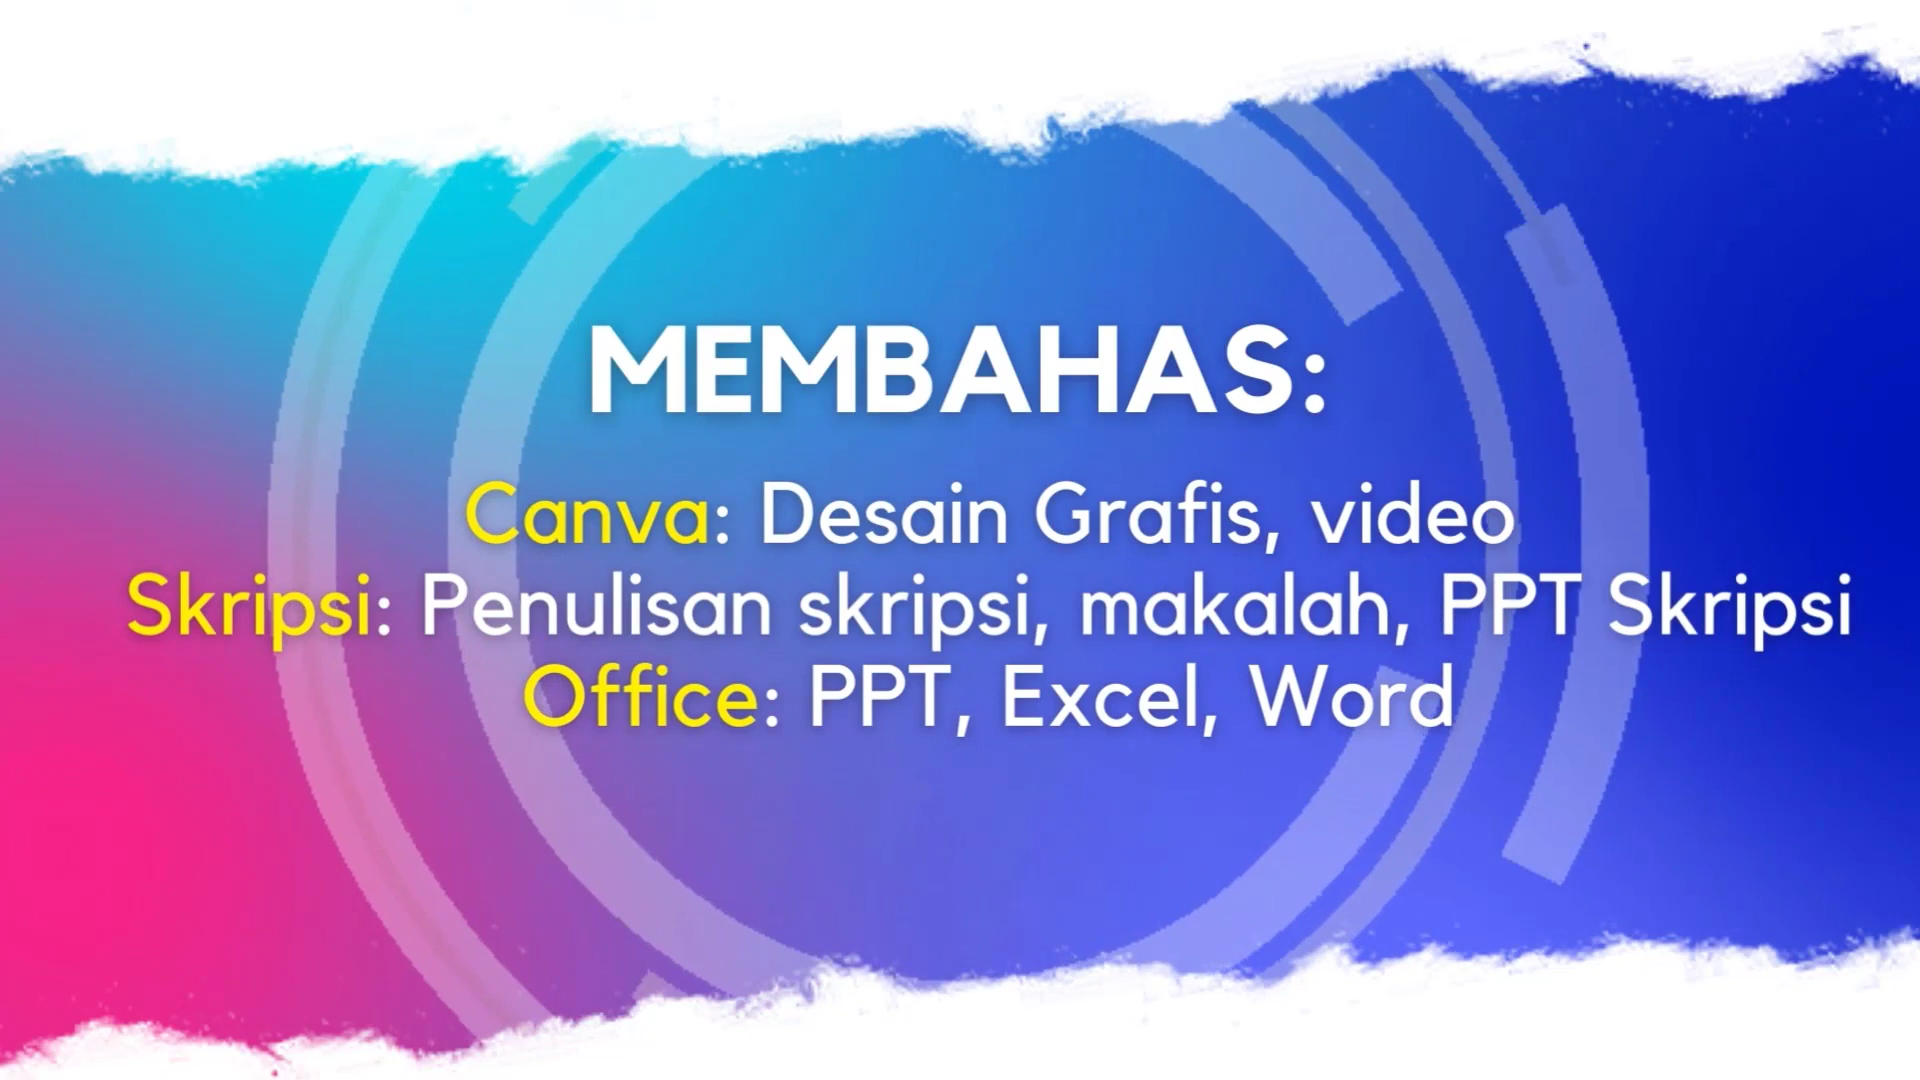 MEMBAHAS:
Canva: Desain Grafis, video
Skripsi: Penulisan skripsi, makalah, PPT Skripsi
Office: PPT, Excel, Word